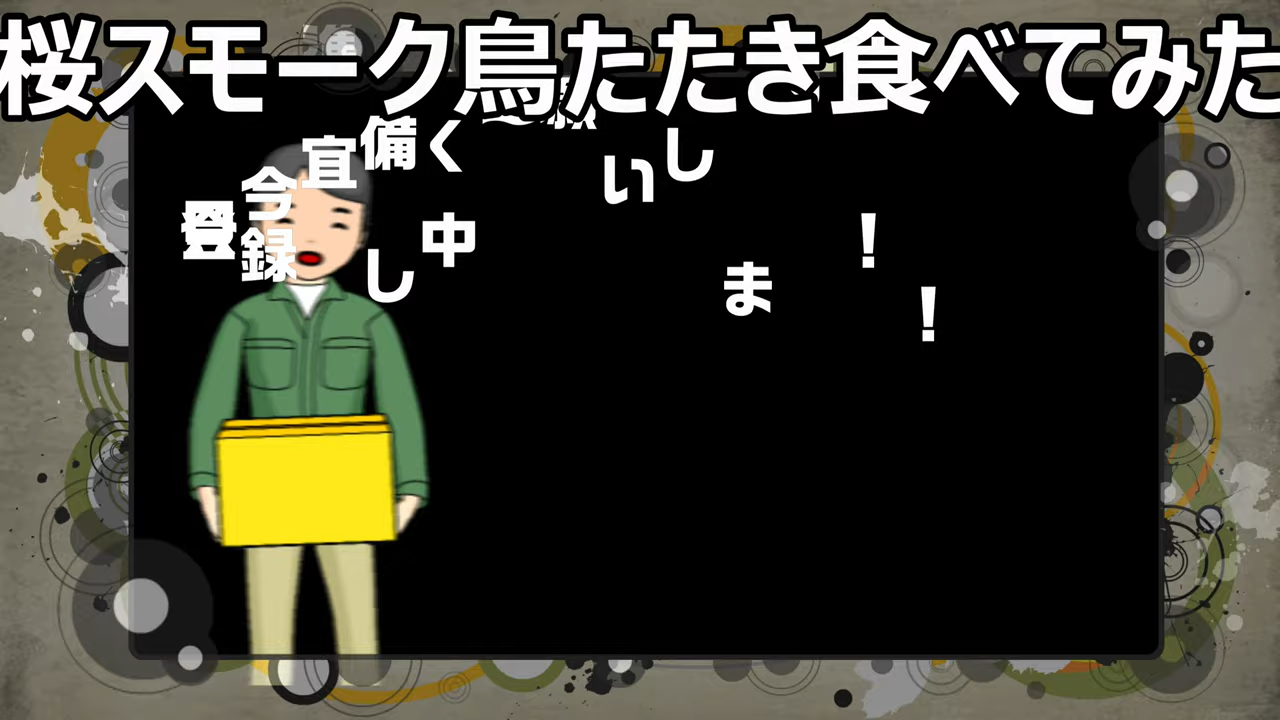 桜スモーク鳥たたき食べてみた
宜備く
いし
今
登録
し中
ま
！
！